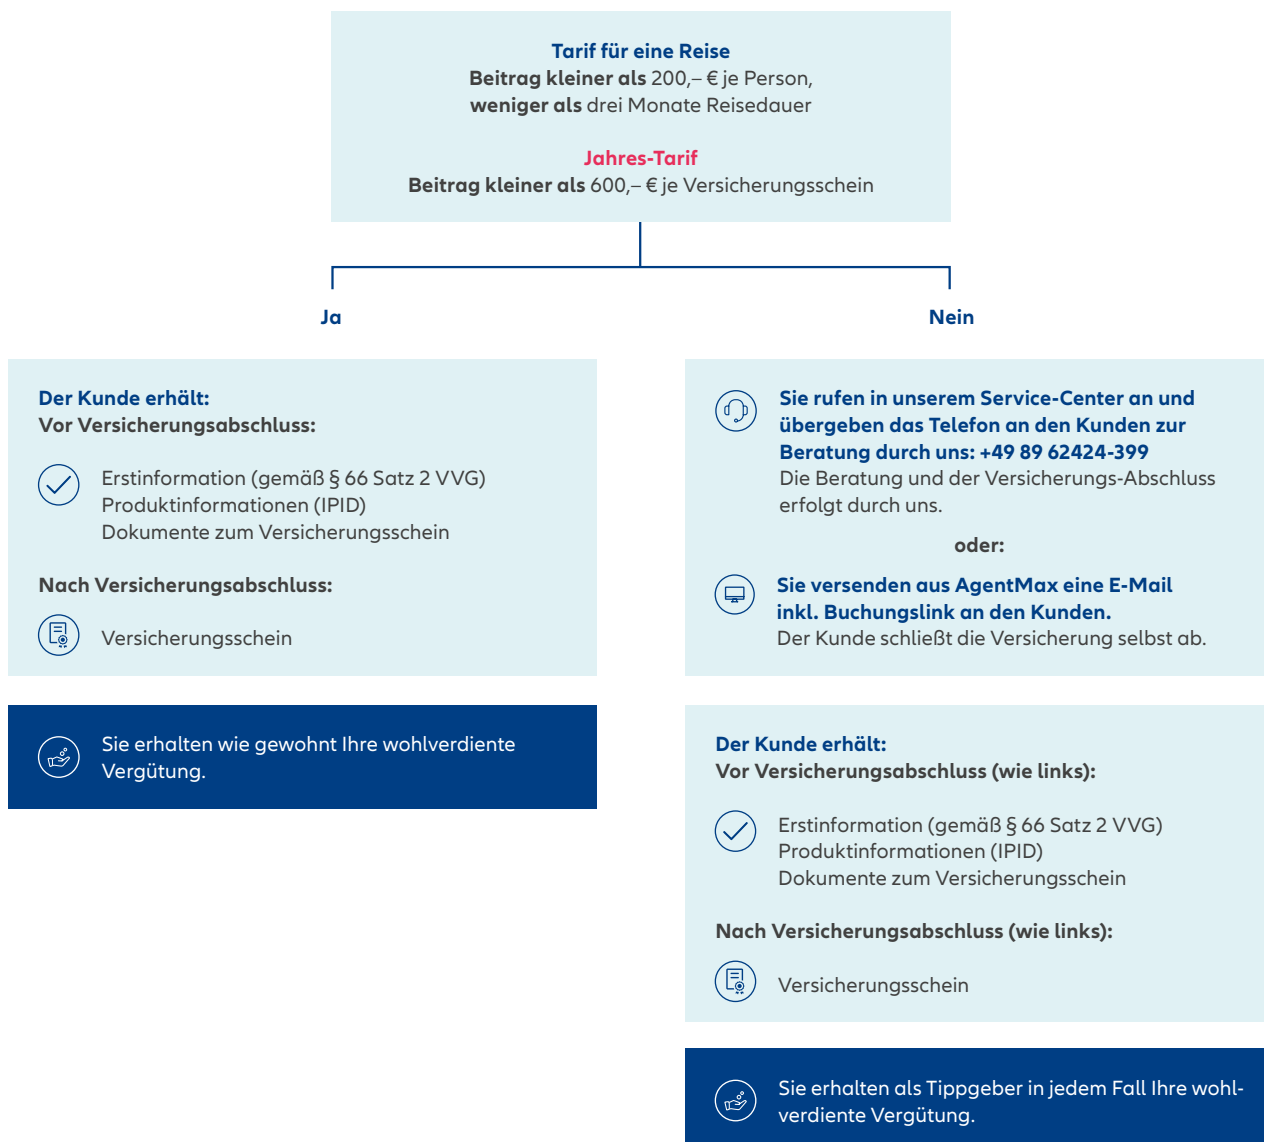 Tarif für eine Reise
Beitrag kleiner als 200,– € je Person,
weniger als drei Monate Reisedauer
Jahres-Tarif
Beitrag kleiner als 600,– € je Versicherungsschein
Ja
Nein
Der Kunde erhält:
Vor Versicherungsabschluss:
Erstinformation (gemäß § 66 Satz 2 VVG)
Produktinformationen (IPID)
Dokumente zum Versicherungsschein
Nach Versicherungsabschluss:
Versicherungsschein
Sie erhalten wie gewohnt Ihre wohlverdiente
Vergütung.
Sie rufen in unserem Service-Center an und
übergeben das Telefon an den Kunden zur
Beratung durch uns: +49 89 62424-399
Die Beratung und der Versicherungs-Abschluss
erfolgt durch uns.
oder:
Sie versenden aus AgentMax eine E-Mail
inkl. Buchungslink an den Kunden.
Der Kunde schließt die Versicherung selbst ab.
Der Kunde erhält:
Vor Versicherungsabschluss (wie links):
Erstinformation (gemäß § 66 Satz 2 VVG)
Produktinformationen (IPID)
Dokumente zum Versicherungsschein
Nach Versicherungsabschluss (wie links):
Versicherungsschein
Sie erhalten als Tippgeber in jedem Fall Ihre wohl-
verdiente Vergütung.